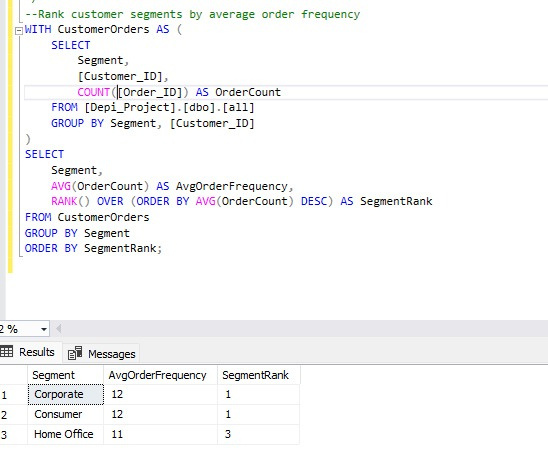 --Rank customer segments by average order frequency
WITH CustomerOrders AS (
SELECT
Segment,
[Customer_ID],
COUNT([Order_ID]) AS OrderCount
FROM [Depi_Project].[dbo].[all]
GROUP BY Segment, [Customer_ID]
)
SELECT
Segment,
AVG(OrderCount) AS AvgOrderFrequency,
RANK() OVER (ORDER BY AVG(OrderCount) DESC) AS SegmentRank
FROM CustomerOrders
GROUP BY Segment
ORDER BY SegmentRank;
2 %
Results Messages
Segment AvgOrderFrequency SegmentRank
1 Corporate 12 1
2 Consumer 12 1
3 Home Office 11 3